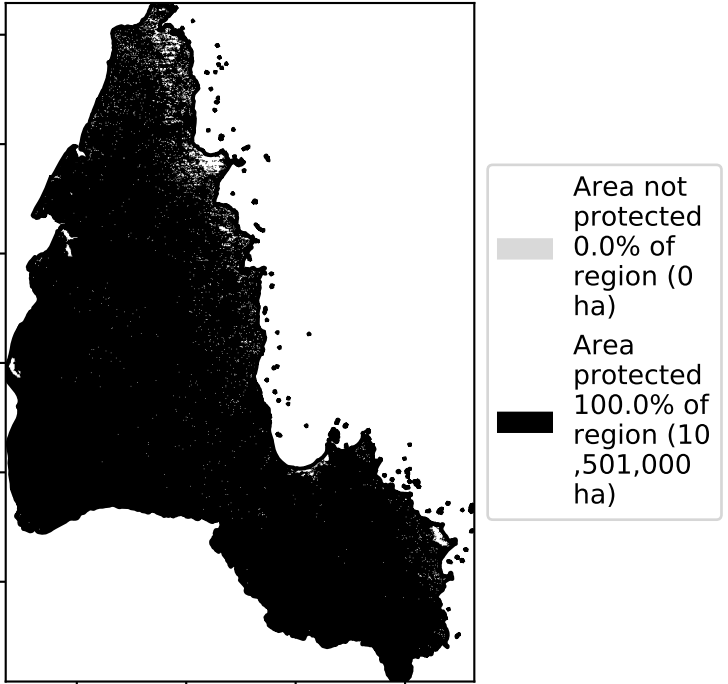 Area not
protected
0.0% of
region (0
ha)
Area
protected
100.0% of
region (10
,501,000
ha)